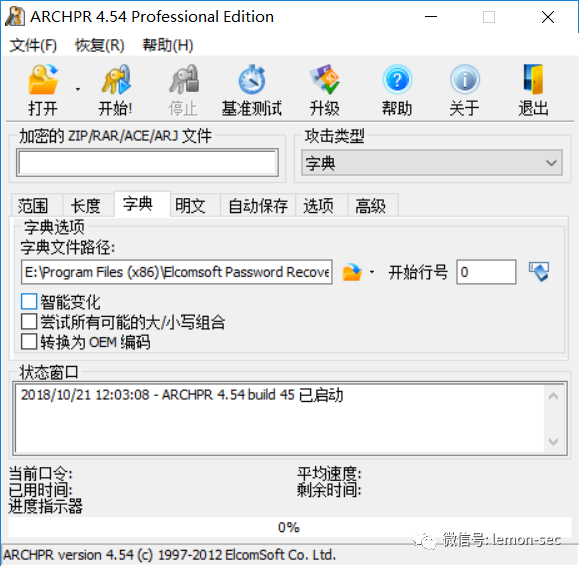 ARCHPR 4.54 Professional Edition
文件(F) 恢复(R) 帮助(H)
打开 开始! 停止 基准测试 升级 帮助 关于 退出
加密的 ZIP/RAR/ACE/ARJ 文件 攻击类型
字典
范围 长度 字典 明文 自动保存 选项 高级
字典选项
字典文件路径:
E:\Program Files (x86)\Elcomsoft Password Recove 开始行号 0
智能变化
尝试所有可能的大/小写组合
转换为 OEM 编码
状态窗口
2018/10/21 12:03:08 - ARCHPR 4.54 build 45 已启动
当前口令: 平均速度:
已用时间: 剩余时间:
进度指示器
0%
微信号: lemon-sec
ARCHPR version 4.54 (c) 1997-2012 ElcomSoft Co. Ltd.